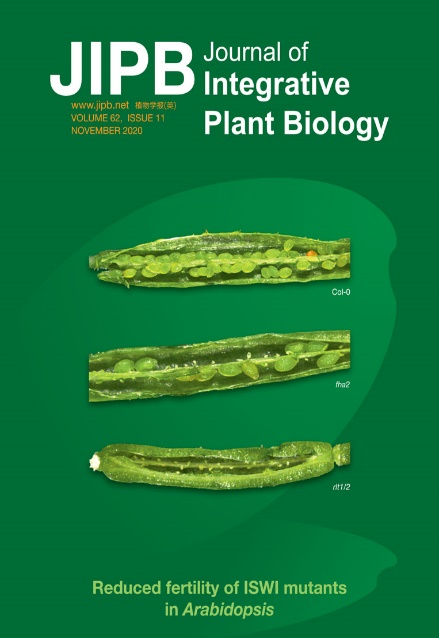 JIPB
Journal of
Integrative
Plant Biology
www.jipb.net 植物学报(英)
VOLUME 62, ISSUE 11
NOVEMBER 2020
Col-0
fha2
rlt1/2
Reduced fertility of ISWI mutants
in Arabidopsis